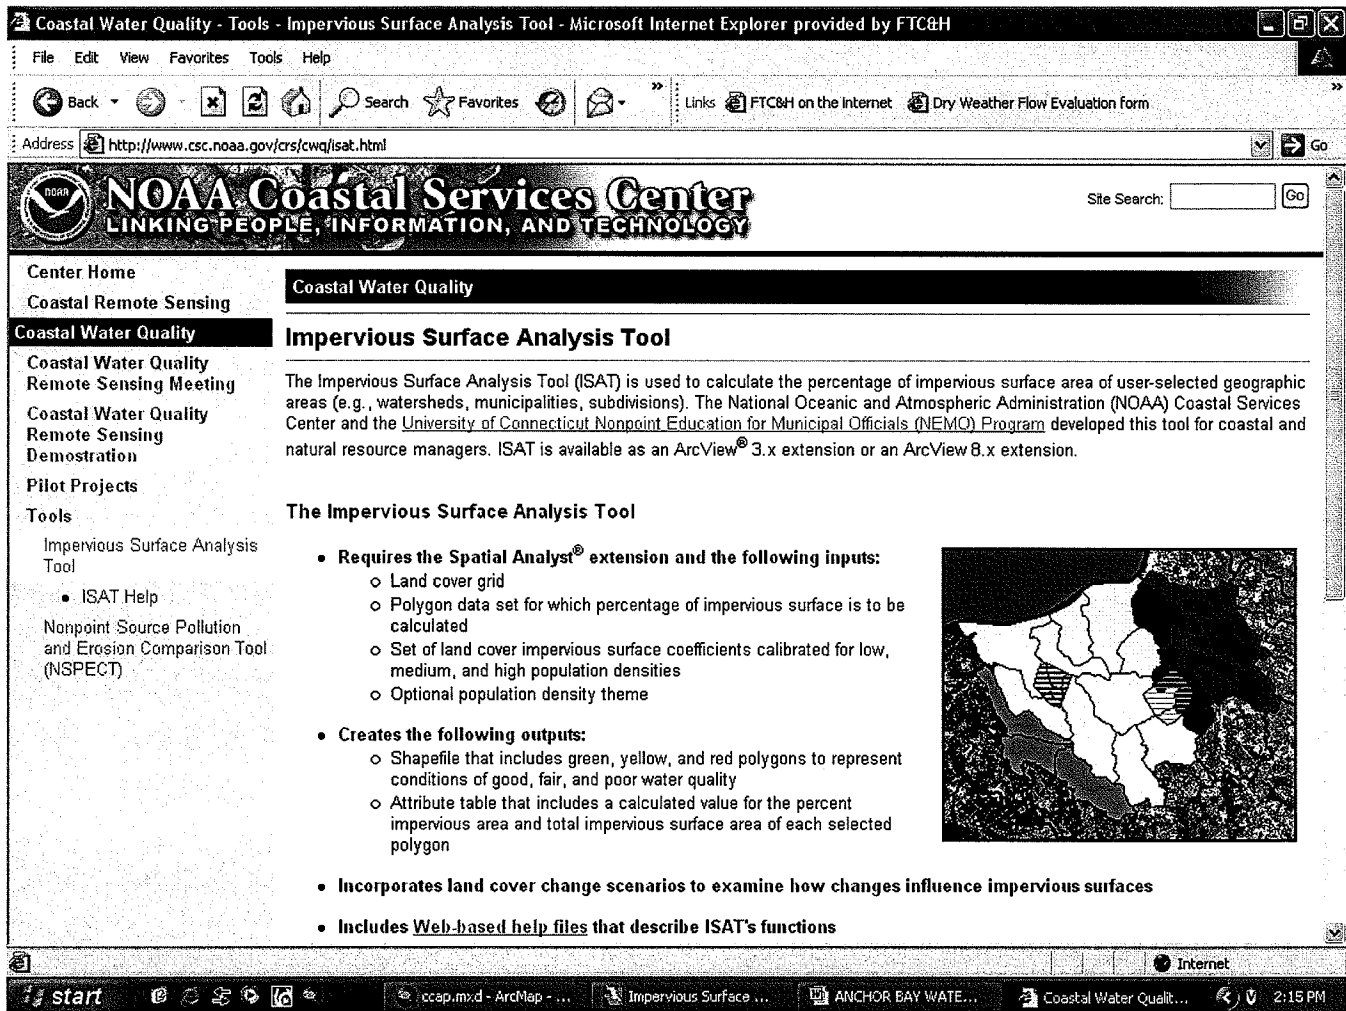 Coastal Water Quality - Tools - Impervious Surface Analysis Tool - Microsoft Internet Explorer provided by FTC&H
File Edit View Favorites Tools Help
Back Search Favorites » Links FTC&H on the Internet Dry Weather Flow Evaluation form »
Address http://www.csc.noaa.gov/crs/cwq/isat.html Go
NOAA
NOAA Coastal Services Center
LINKING PEOPLE, INFORMATION, AND TECHNOLOGY
Site Search: Go
Center Home
Coastal Remote Sensing
Coastal Water Quality
Coastal Water Quality
Remote Sensing Meeting
Coastal Water Quality
Remote Sensing
Demostration
Pilot Projects
Tools
Impervious Surface Analysis
Tool
• ISAT Help
Nonpoint Source Pollution
and Erosion Comparison Tool
(NSPECT)
Coastal Water Quality
Impervious Surface Analysis Tool
The Impervious Surface Analysis Tool (ISAT) is used to calculate the percentage of impervious surface area of user-selected geographic
areas (e.g., watersheds, municipalities, subdivisions). The National Oceanic and Atmospheric Administration (NOAA) Coastal Services
Center and the University of Connecticut Nonpoint Education for Municipal Officials (NEMO) Program developed this tool for coastal and
natural resource managers. ISAT is available as an ArcView® 3.x extension or an ArcView 8.x extension.
The Impervious Surface Analysis Tool
• Requires the Spatial Analyst® extension and the following inputs:
o Land cover grid
o Polygon data set for which percentage of impervious surface is to be
calculated
o Set of land cover impervious surface coefficients calibrated for low,
medium, and high population densities
o Optional population density theme
• Creates the following outputs:
o Shapefile that includes green, yellow, and red polygons to represent
conditions of good, fair, and poor water quality
o Attribute table that includes a calculated value for the percent
impervious area and total impervious surface area of each selected
polygon
• Incorporates land cover change scenarios to examine how changes influence impervious surfaces
• Includes Web-based help files that describe ISAT's functions
Internet
start ccap.mxd - ArcMap - ... Impervious Surface ... ANCHOR BAY WATE... Coastal Water Qualit... 2:15 PM